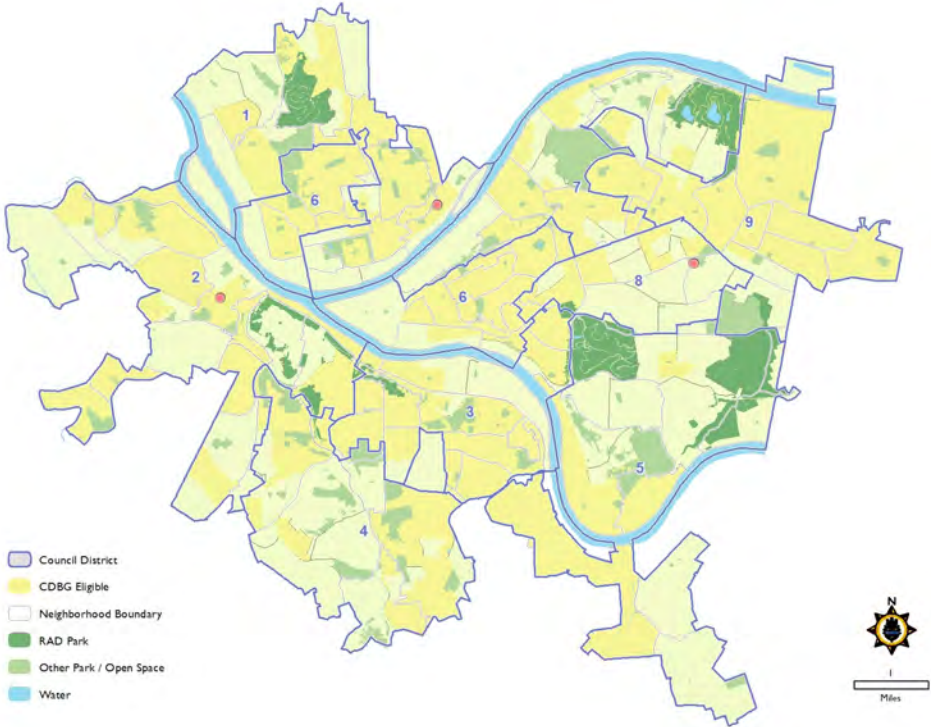 1
7
6
2
9
2
8
6
3
5
4
Council District
CDBG Eligible
Neighborhood Boundary
RAD Park
Other Park / Open Space
Water
N
1
Miles